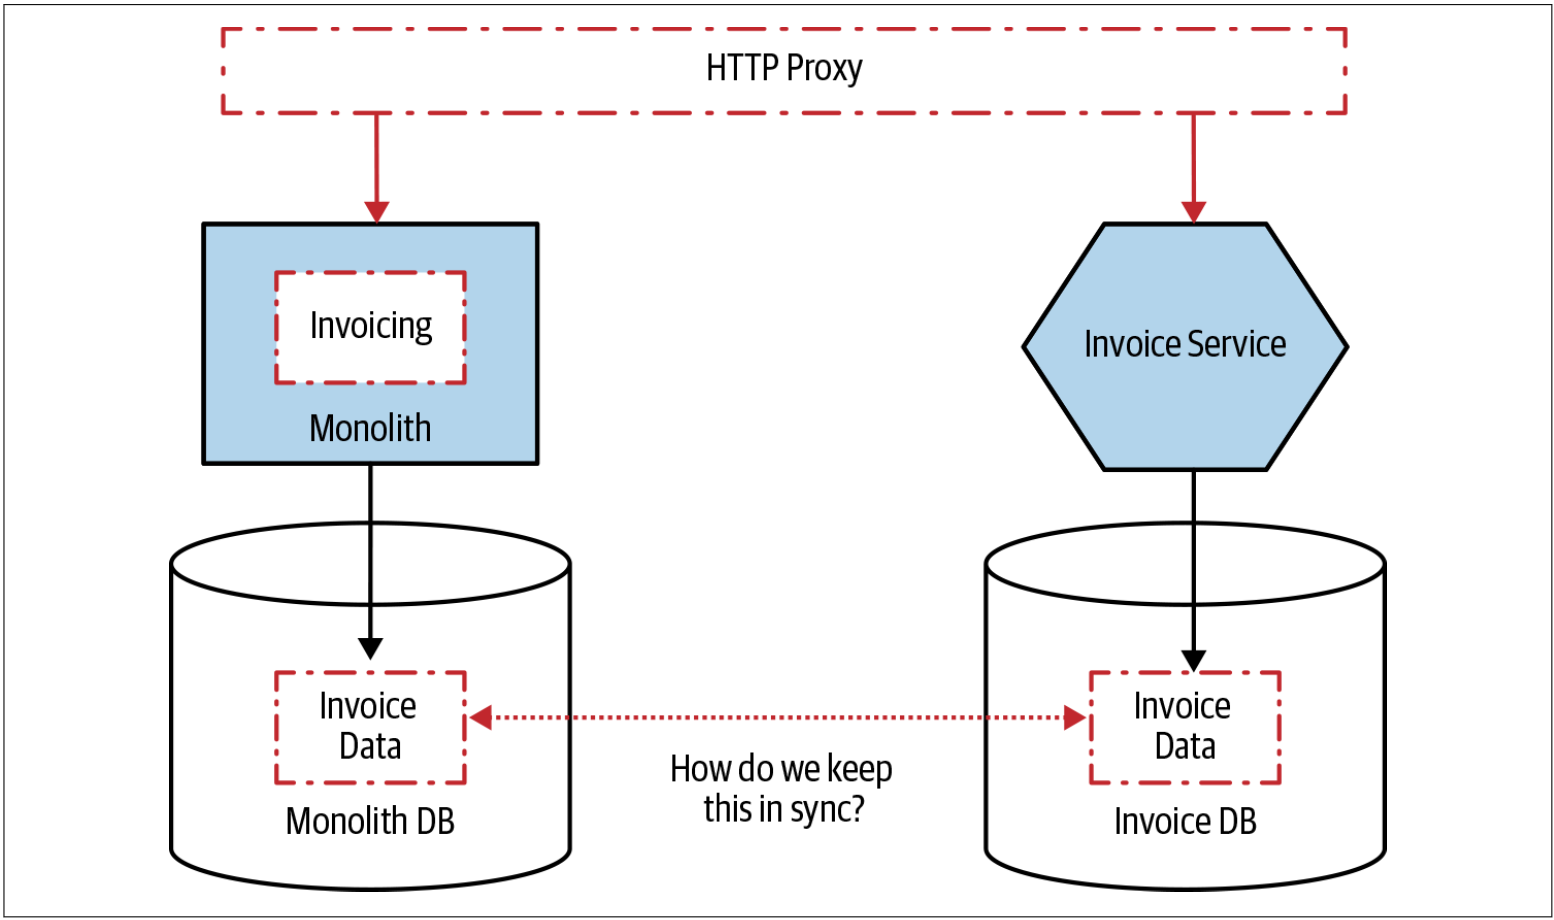 HTTP Proxy
Invoicing
Monolith
Invoice Service
Invoice
Data
Monolith DB
How do we keep
this in sync?
Invoice
Data
Invoice DB